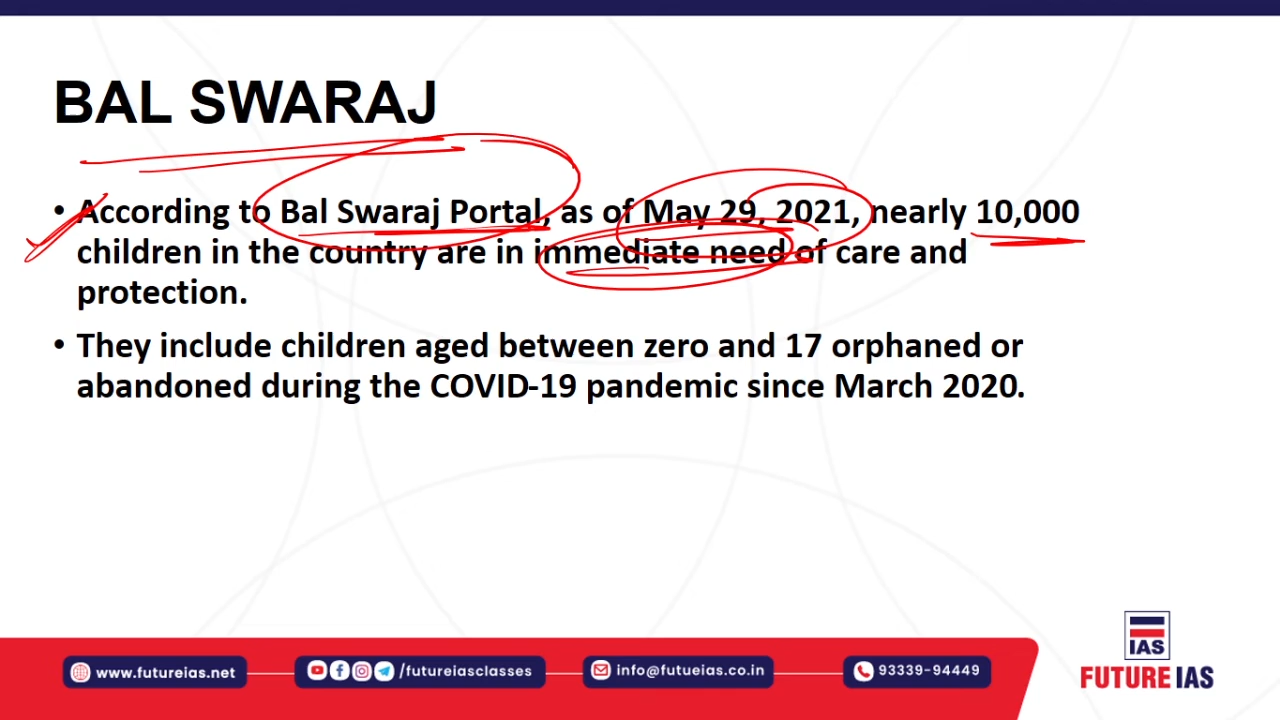 BAL SWARAJ
• According to Bal Swaraj Portal, as of May 29, 2021, nearly 10,000
children in the country are in immediate need of care and
protection.
• They include children aged between zero and 17 orphaned or
abandoned during the COVID-19 pandemic since March 2020.
IAS
FUTURE IAS
www.futureias.net
/futureiasclasses
info@futueias.co.in
93339-94449